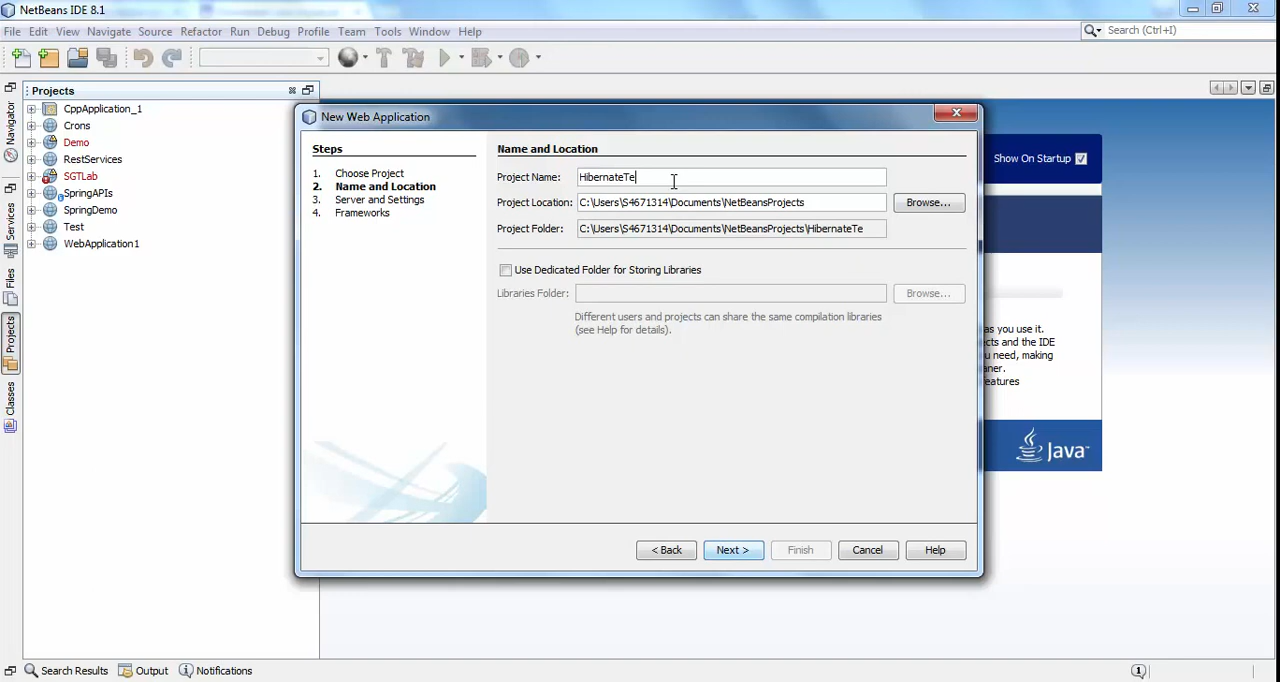 NetBeans IDE 8.1
File Edit View Navigate Source Refactor Run Debug Profile Team Tools Window Help
Search (Ctrl+I)
Projects
CppApplication_1
Crons
Demo
RestServices
SGTLab
SpringAPIs
SpringDemo
Test
WebApplication1
Navigator
Services
Files
Projects
Classes
New Web Application
Steps
1. Choose Project
2. Name and Location
3. Server and Settings
4. Frameworks
Name and Location
Project Name: HibernateTe
Project Location: C:\Users\S4671314\Documents\NetBeansProjects Browse...
Project Folder: C:\Users\S4671314\Documents\NetBeansProjects\HibernateTe
Use Dedicated Folder for Storing Libraries
Libraries Folder: Browse...
Different users and projects can share the same compilation libraries
(see Help for details).
< Back Next > Finish Cancel Help
Show On Startup
as you use it.
cts and the IDE
u need, making
aner.
eatures
Java
Search Results Output Notifications
1